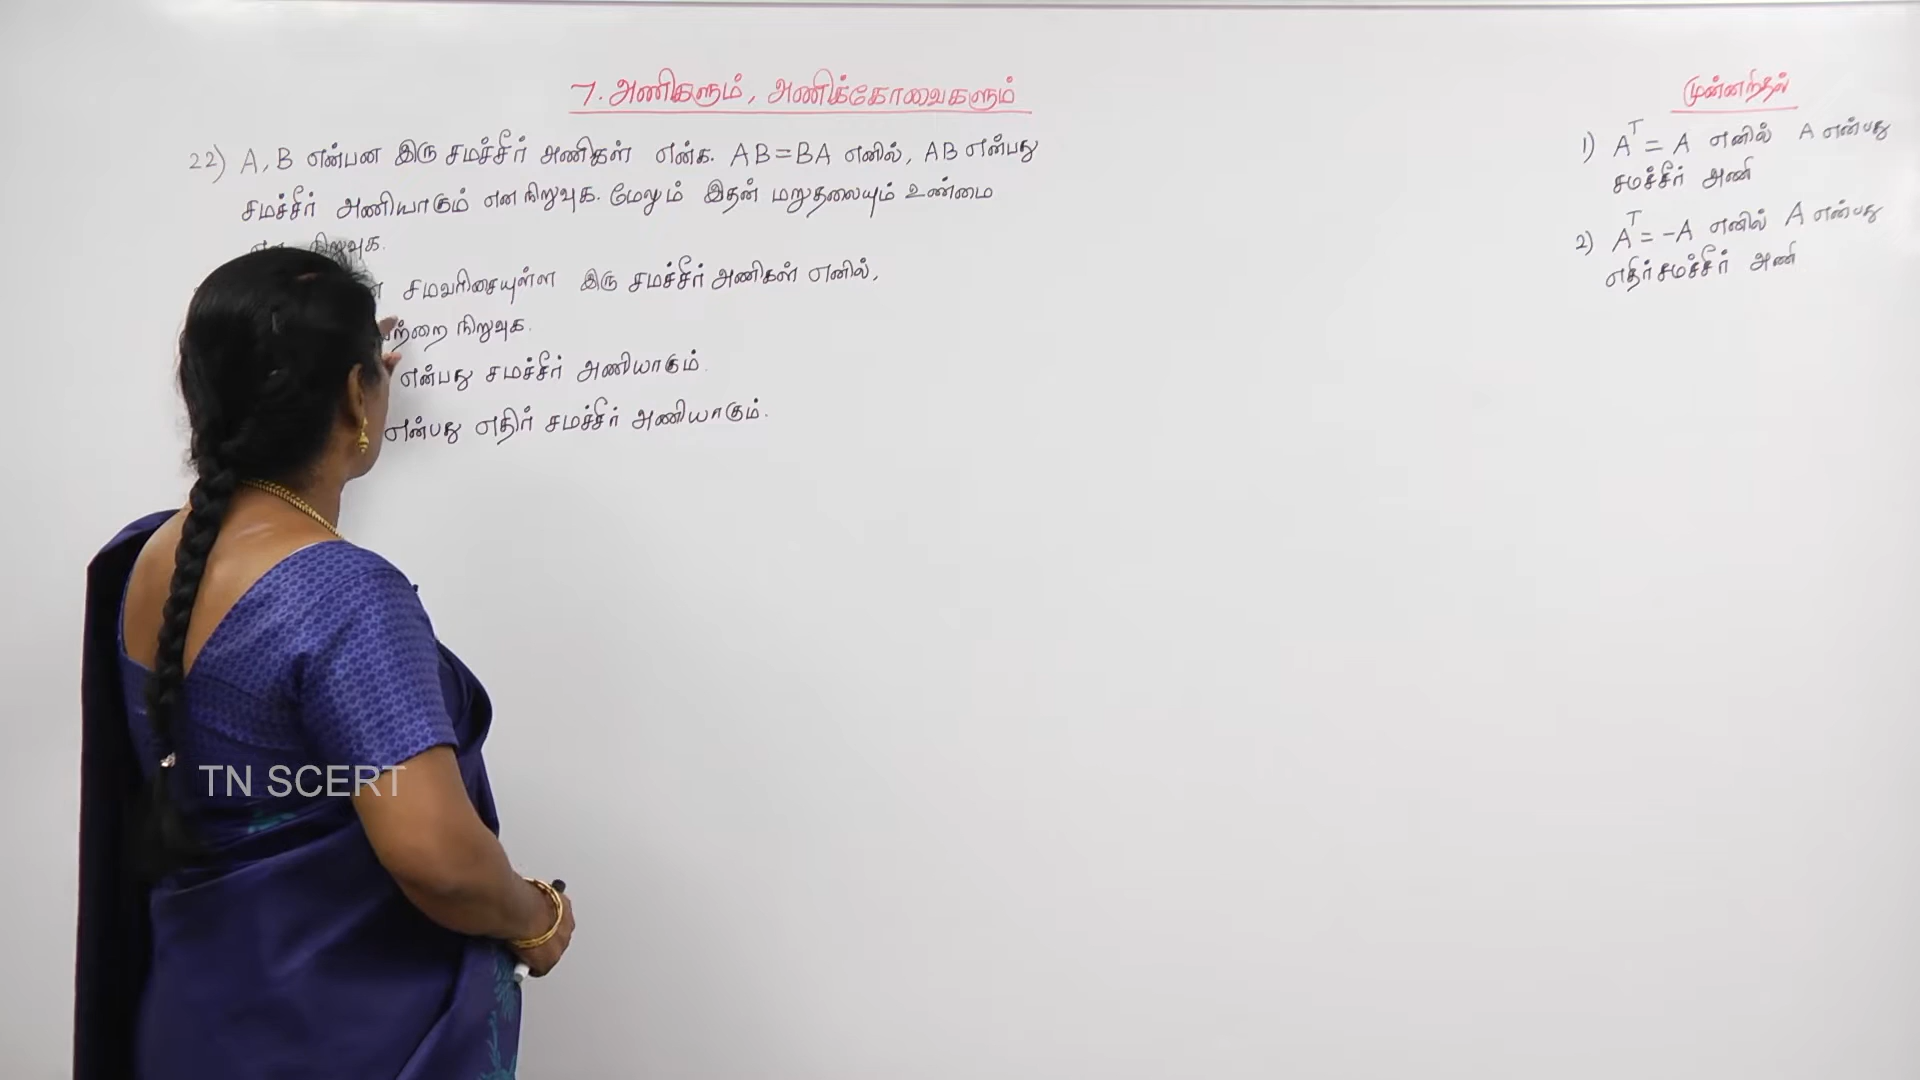 7. அணிகளும், அணிக்கோவைகளும்
22) A, B என்பன இரு சமச்சீர் அணிகள் என்க. AB=BA எனில், AB என்பது
சமச்சீர் அணியாகும் என நிறுவுக. மேலும் இதன் மறுதலையும் உண்மை
என நிறுவுக.
சமவரிசையுள்ள இரு சமச்சீர் அணிகள் எனில்,
நிறுவுக.
என்பது சமச்சீர் அணியாகும்.
என்பது எதிர் சமச்சீர் அணியாகும்.
முன்னறிதல்
1) A^T = A எனில் A என்பது
சமச்சீர் அணி
2) A^T = -A எனில் A என்பது
எதிர்சமச்சீர் அணி
TN SCERT